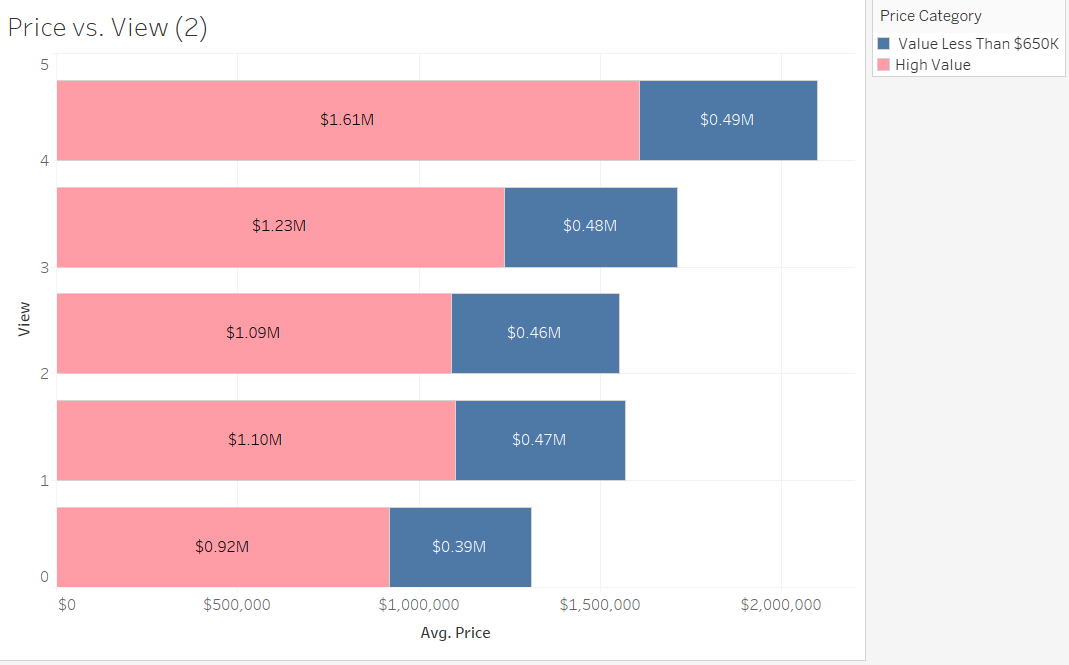 Price vs. View (2)
Price Category
Value Less Than $650K
High Value
View
5
4
3
2
1
0
$1.61M $0.49M
$1.23M $0.48M
$1.09M $0.46M
$1.10M $0.47M
$0.92M $0.39M
$0 $500,000 $1,000,000 $1,500,000 $2,000,000
Avg. Price